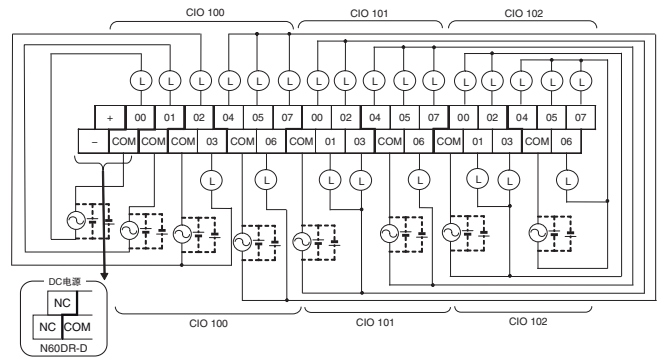 CIO 100 CIO 101 CIO 102
L L L L L L L L L L L L L L L L
+ 00 01 02 04 05 07 00 02 04 05 07 00 02 04 05 07
– COM COM COM 03 COM 06 COM 01 03 COM 06 COM 01 03 COM 06
L L L L L L L L
DC电源
NC
NC COM
N60DR-D
CIO 100 CIO 101 CIO 102